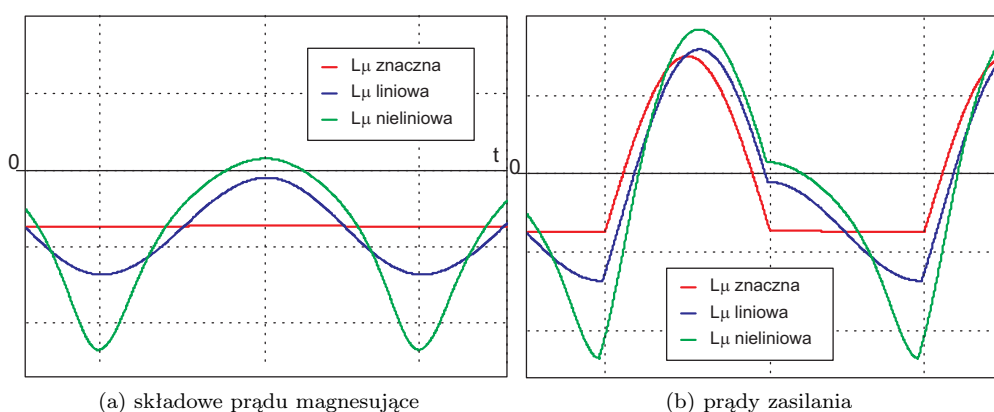 Lμ znaczna
Lμ liniowa
Lμ nieliniowa
0
t
(a) składowe prądu magnesujące
0
Lμ znaczna
Lμ liniowa
Lμ nieliniowa
(b) prądy zasilania